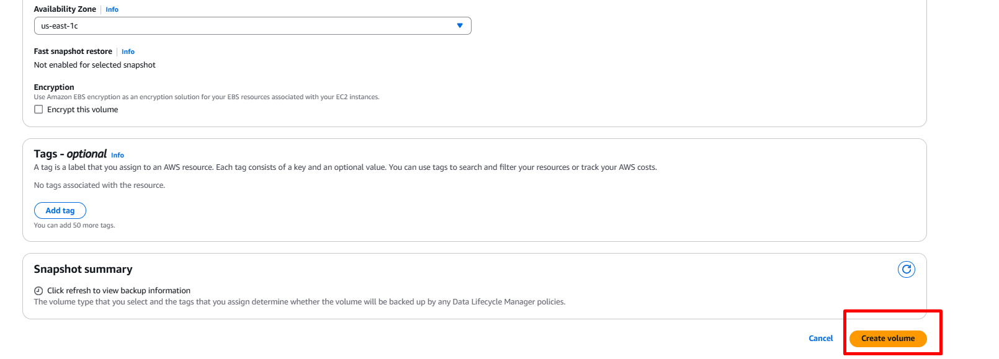 Availability Zone Info
us-east-1c
Fast snapshot restore Info
Not enabled for selected snapshot
Encryption
Use Amazon EBS encryption as an encryption solution for your EBS resources associated with your EC2 instances.
Encrypt this volume
Tags - optional Info
A tag is a label that you assign to an AWS resource. Each tag consists of a key and an optional value. You can use tags to search and filter your resources or track your AWS costs.
No tags associated with the resource.
Add tag
You can add 50 more tags.
Snapshot summary
Click refresh to view backup information
The volume type that you select and the tags that you assign determine whether the volume will be backed up by any Data Lifecycle Manager policies.
Cancel Create volume